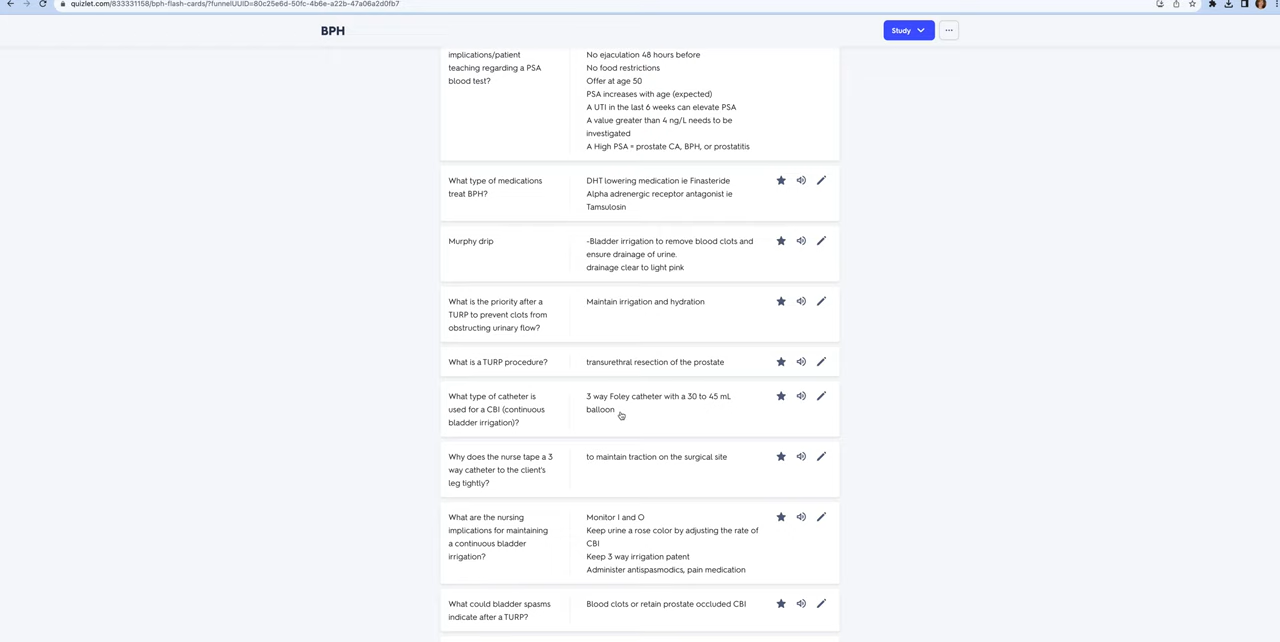 quizlet.com/833331158/bph-flash-cards/?funnelUUID=80c25e6d-50fc-4b6e-a22b-47a06a2d0fb7
BPH
Study
implications/patient
teaching regarding a PSA
blood test?
No ejaculation 48 hours before
No food restrictions
Offer at age 50
PSA increases with age (expected)
A UTI in the last 6 weeks can elevate PSA
A value greater than 4 ng/L needs to be
investigated
A High PSA = prostate CA, BPH, or prostatitis
What type of medications
treat BPH?
DHT lowering medication ie Finasteride
Alpha adrenergic receptor antagonist ie
Tamsulosin
Murphy drip
-Bladder irrigation to remove blood clots and
ensure drainage of urine.
drainage clear to light pink
What is the priority after a
TURP to prevent clots from
obstructing urinary flow?
Maintain irrigation and hydration
What is a TURP procedure?
transurethral resection of the prostate
What type of catheter is
used for a CBI (continuous
bladder irrigation)?
3 way Foley catheter with a 30 to 45 mL
balloon
Why does the nurse tape a 3
way catheter to the client's
leg tightly?
to maintain traction on the surgical site
What are the nursing
implications for maintaining
a continuous bladder
irrigation?
Monitor I and O
Keep urine a rose color by adjusting the rate of
CBI
Keep 3 way irrigation patent
Administer antispasmodics, pain medication
What could bladder spasms
indicate after a TURP?
Blood clots or retain prostate occluded CBI